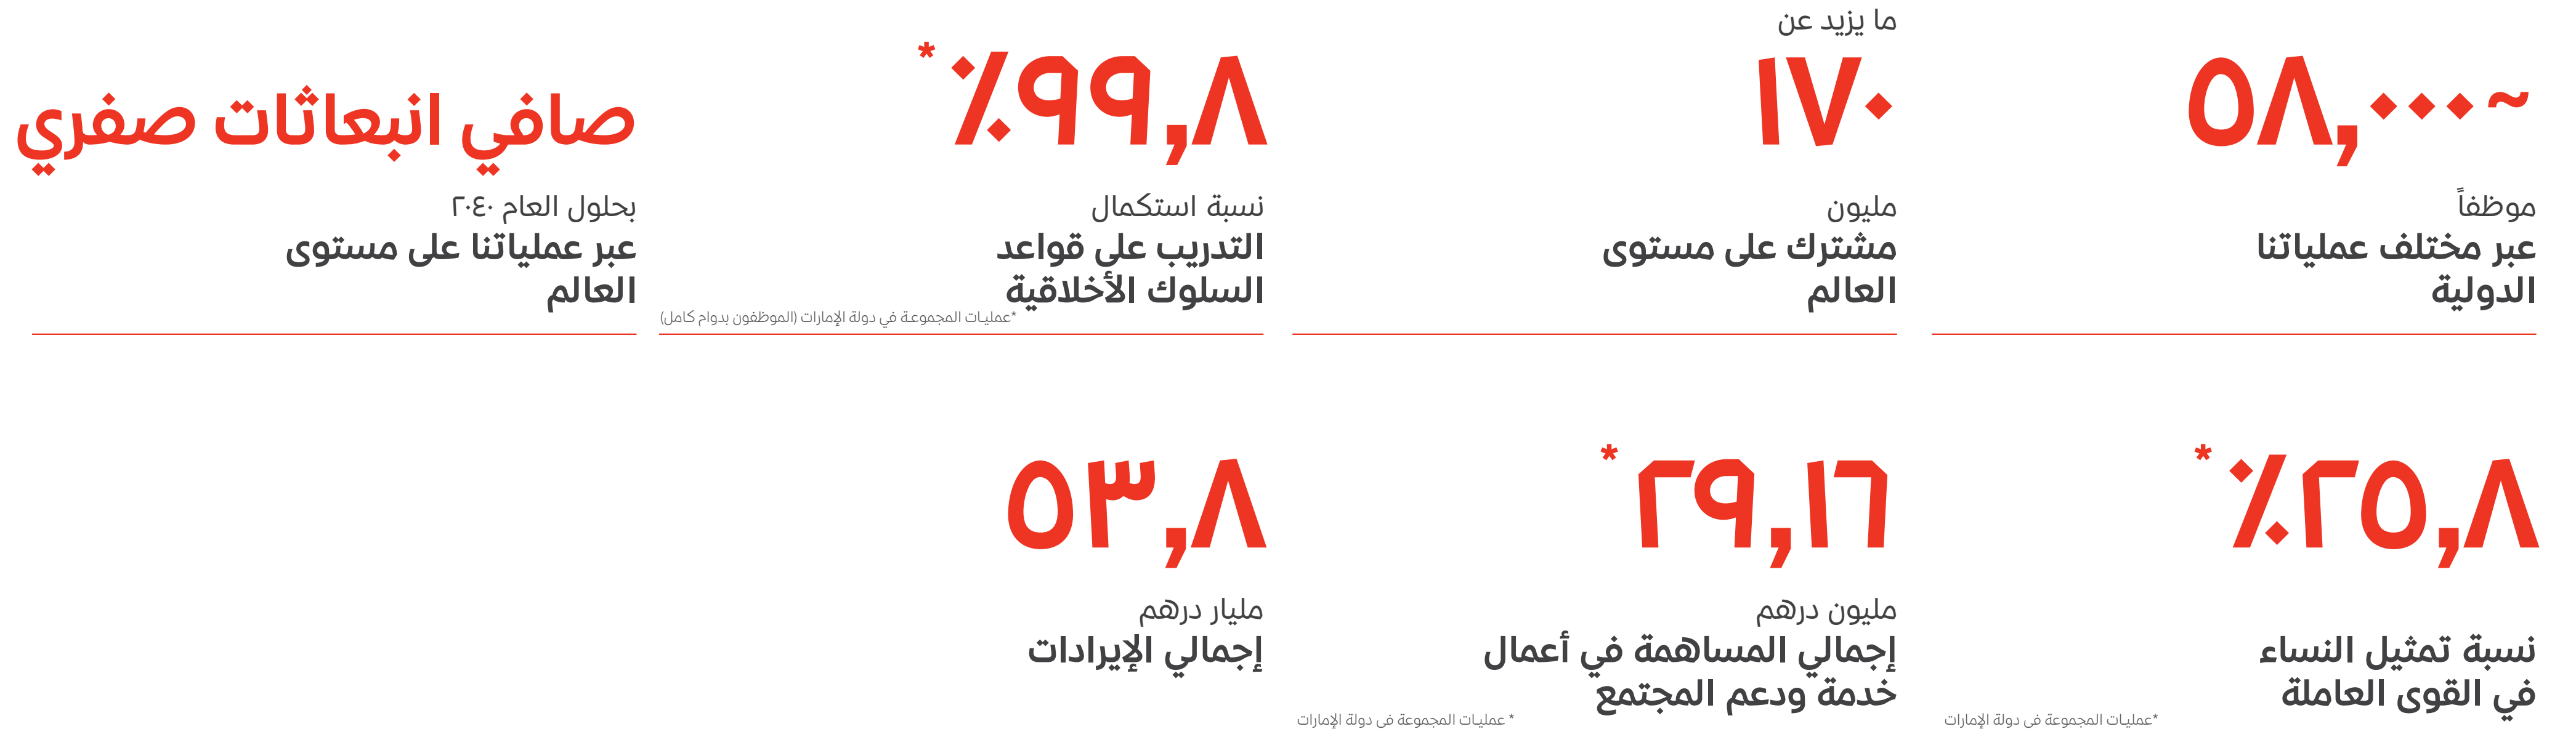 ~٥٨,٠٠٠
موظفاً
عبر مختلف عملياتنا
الدولية
ما يزيد عن
١٧٠
مليون
مشترك على مستوى
العالم
٩٩,٨٪*
نسبة استكمال
التدريب على قواعد
السلوك الأخلاقية
*عمليات المجموعة في دولة الإمارات (الموظفون بدوام كامل)
صافي انبعاثات صفري
بحلول العام ٢٠٤٠
عبر عملياتنا على مستوى
العالم
٢٥,٨٪*
نسبة تمثيل النساء
في القوى العاملة
*عمليات المجموعة في دولة الإمارات
٢٩,١٦*
مليون درهم
إجمالي المساهمة في أعمال
خدمة ودعم المجتمع
* عمليات المجموعة في دولة الإمارات
٥٣,٨
مليار درهم
إجمالي الإيرادات